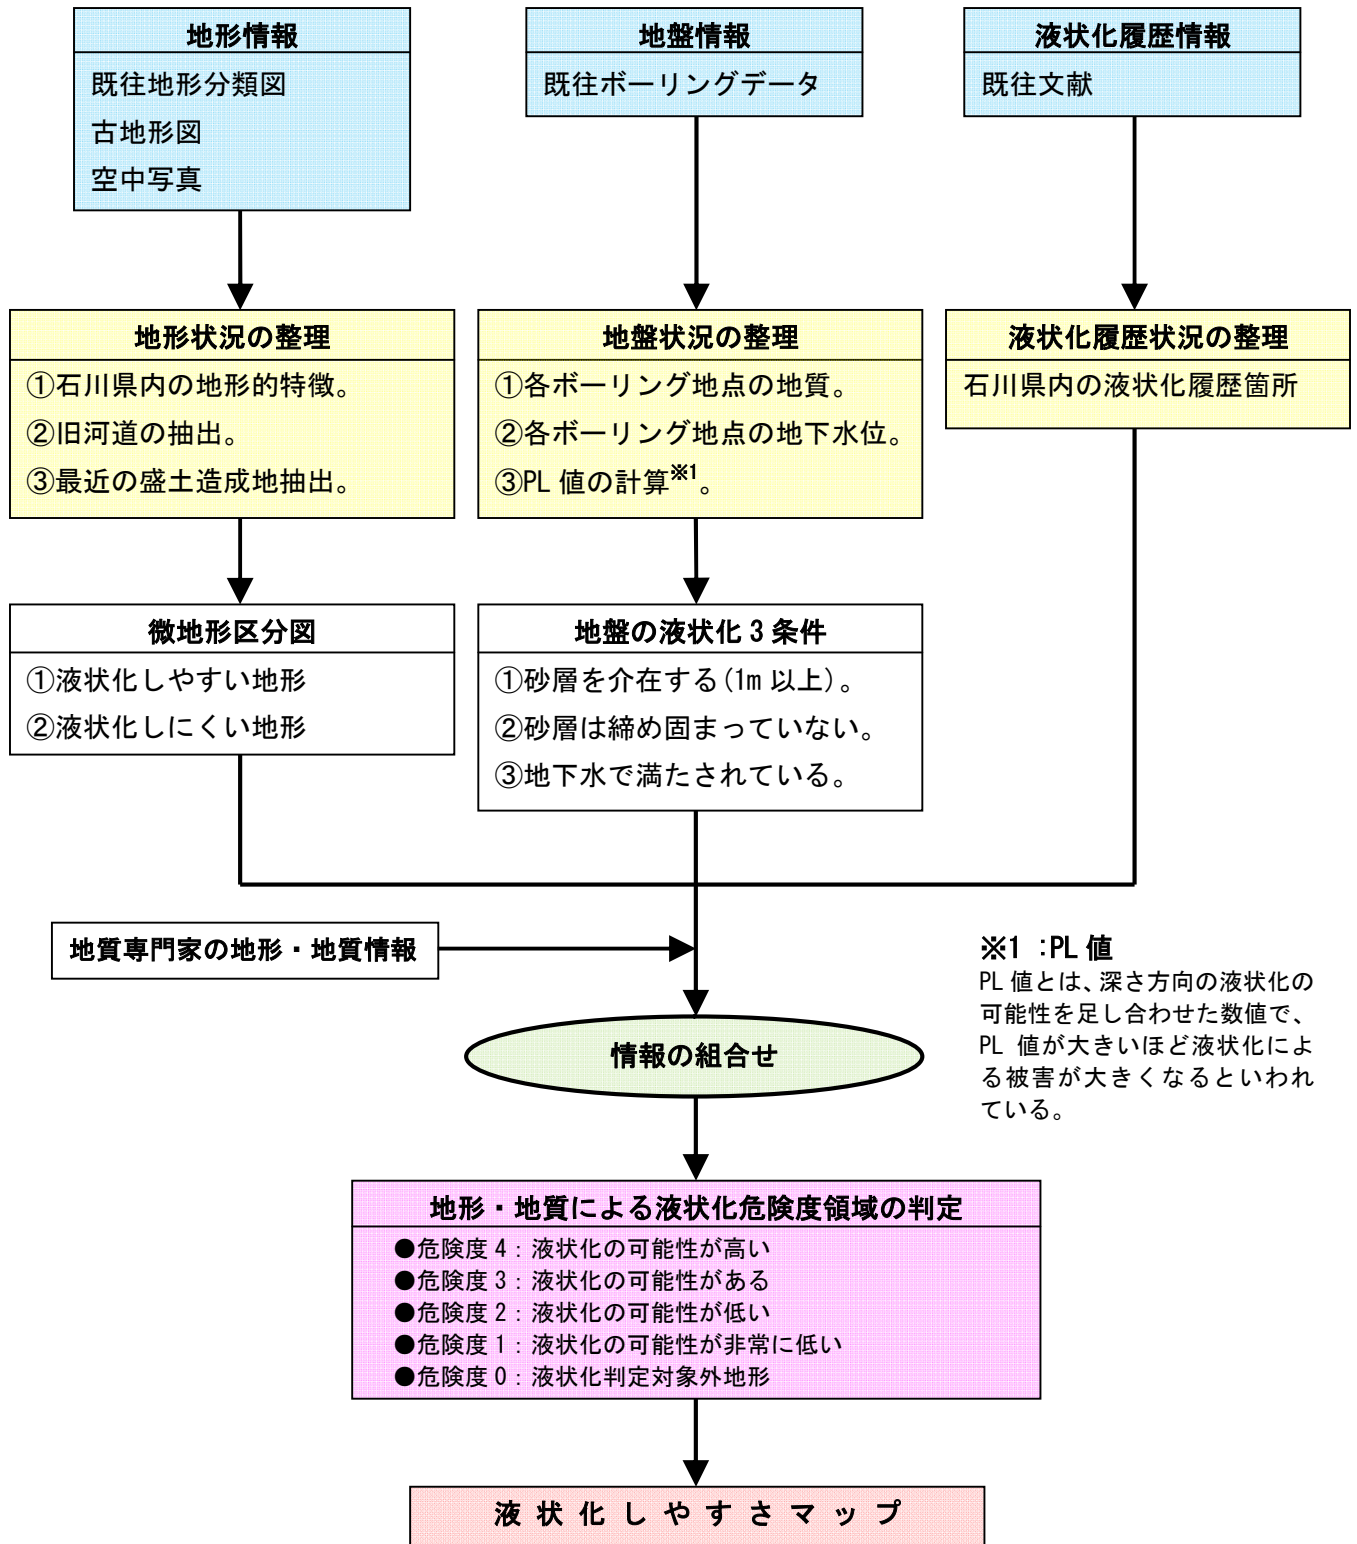 地形情報
既往地形分類図
古地形図
空中写真
地盤情報
既往ボーリングデータ
液状化履歴情報
既往文献
地形状況の整理
①石川県内の地形的特徴。
②旧河道の抽出。
③最近の盛土造成地抽出。
地盤状況の整理
①各ボーリング地点の地質。
②各ボーリング地点の地下水位。
③PL 値の計算※1。
液状化履歴状況の整理
石川県内の液状化履歴箇所
微地形区分図
①液状化しやすい地形
②液状化しにくい地形
地盤の液状化 3 条件
①砂層を介在する(1m 以上)。
②砂層は締め固まっていない。
③地下水で満たされている。
地質専門家の地形・地質情報
※1 :PL 値
PL 値とは、深さ方向の液状化の
可能性を足し合わせた数値で、
PL 値が大きいほど液状化によ
る被害が大きくなるといわれ
ている。
情報の組合せ
地形・地質による液状化危険度領域の判定
●危険度 4：液状化の可能性が高い
●危険度 3：液状化の可能性がある
●危険度 2：液状化の可能性が低い
●危険度 1：液状化の可能性が非常に低い
●危険度 0：液状化判定対象外地形
液 状 化 し や す さ マ ッ プ